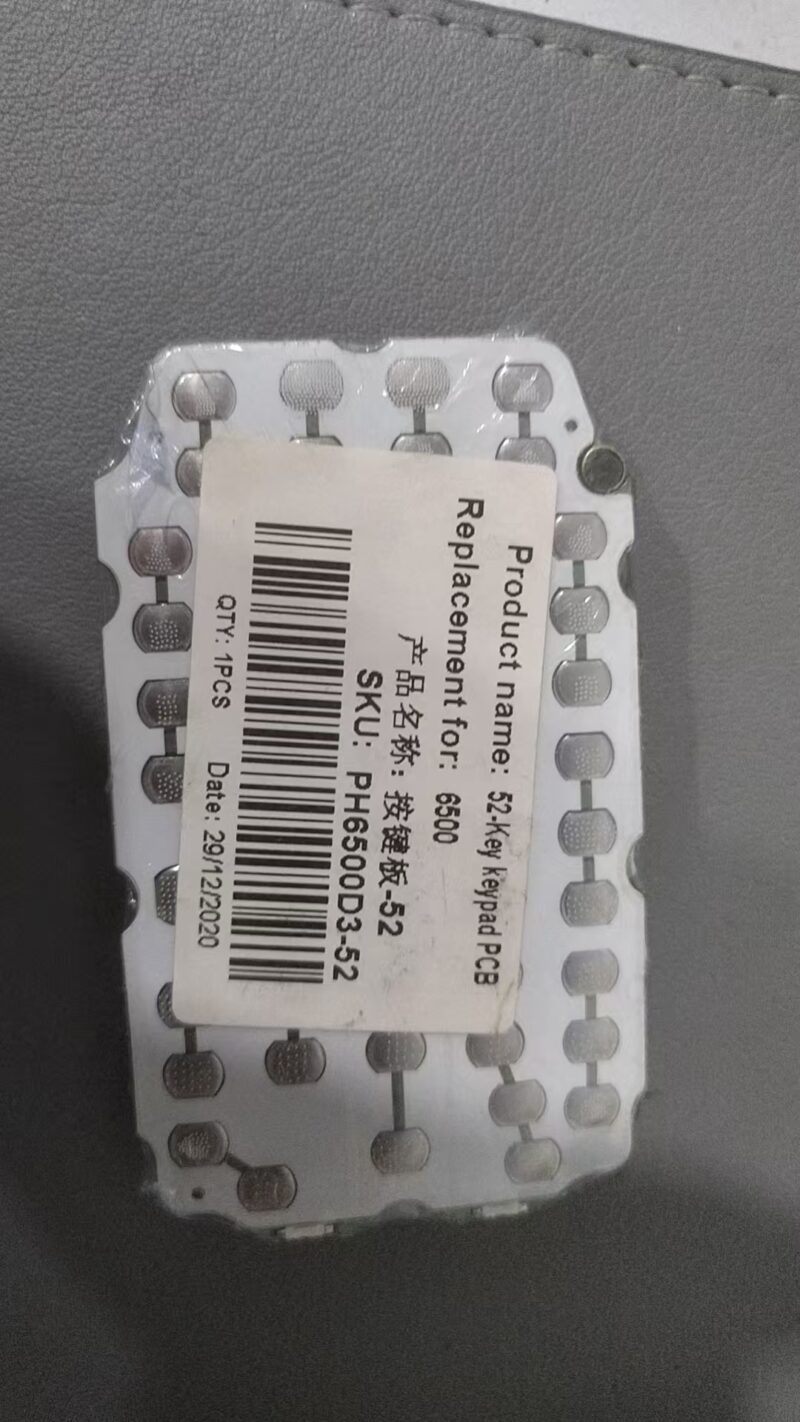 Product name: 52-Key keypad PCB
Replacement for: 6500
产品名称：按键板-52
SKU: PH6500D3-52
QTY: 1PCS Date: 29/12/2020